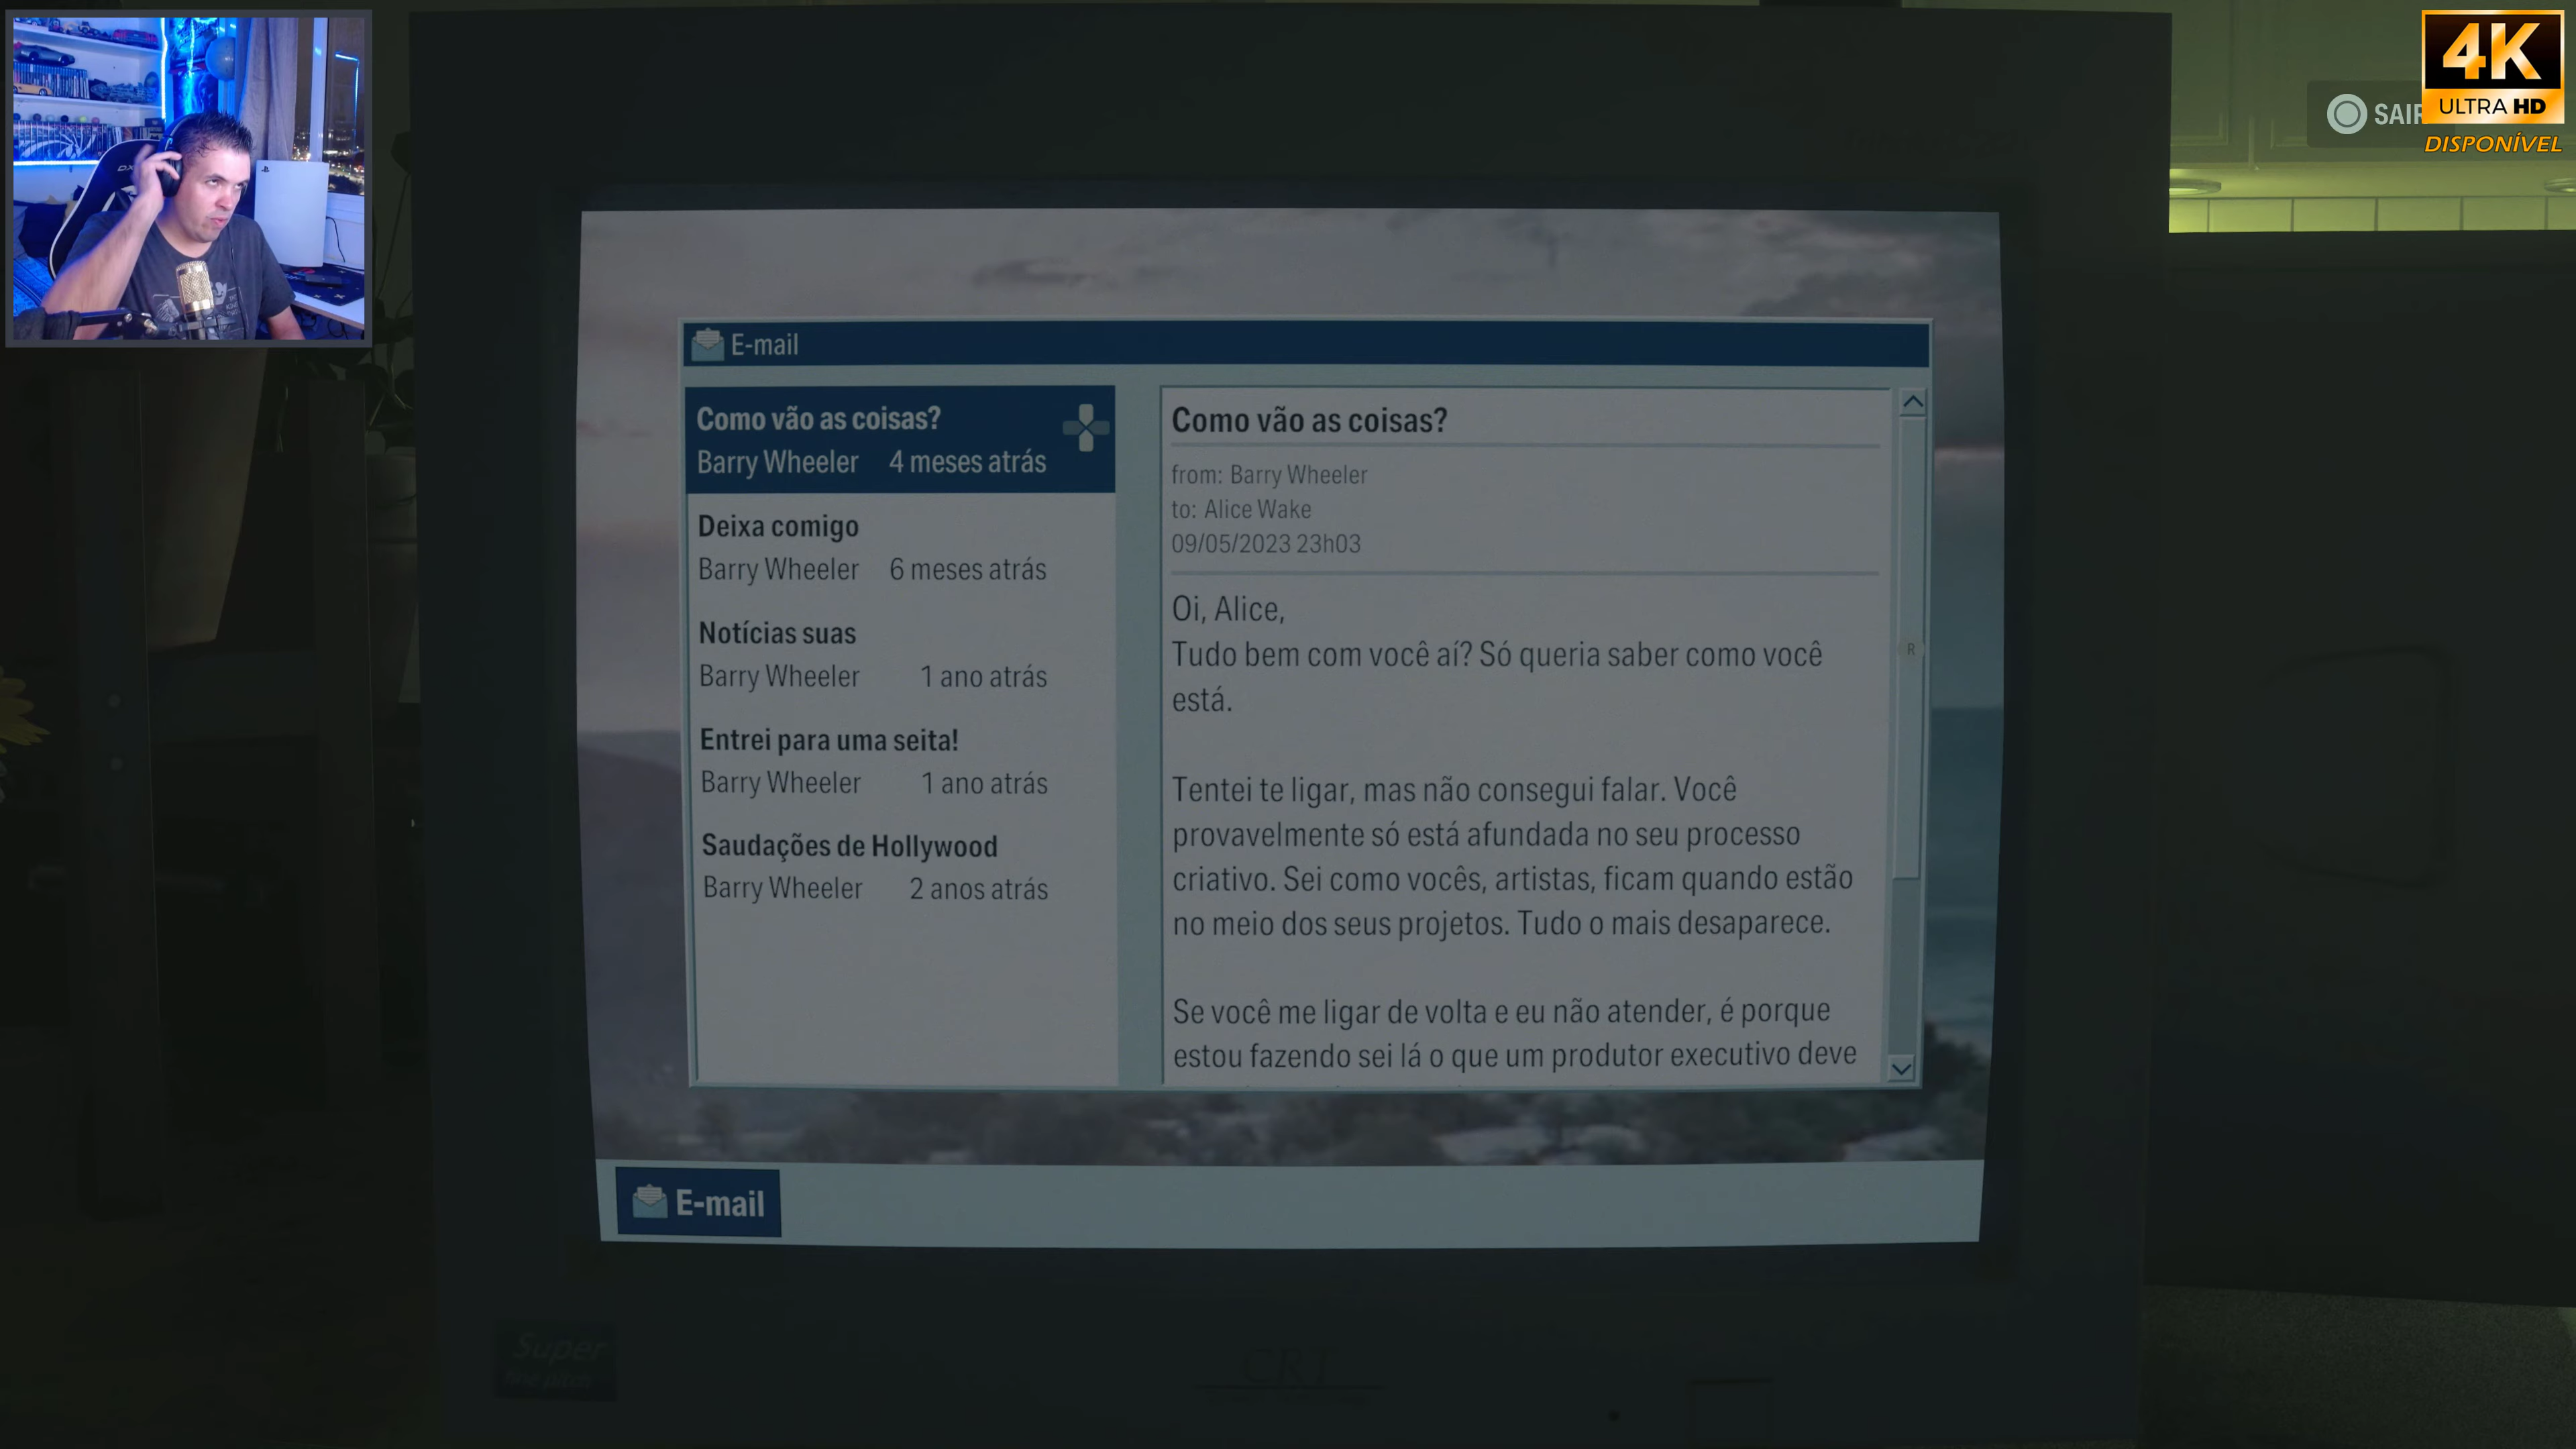 4K
ULTRA HD
DISPONÍVEL
SAIR
E-mail
Como vão as coisas?
Barry Wheeler 4 meses atrás
Deixa comigo
Barry Wheeler 6 meses atrás
Notícias suas
Barry Wheeler 1 ano atrás
Entrei para uma seita!
Barry Wheeler 1 ano atrás
Saudações de Hollywood
Barry Wheeler 2 anos atrás
Como vão as coisas?
from: Barry Wheeler
to: Alice Wake
09/05/2023 23h03
Oi, Alice,
Tudo bem com você aí? Só queria saber como você
está.
Tentei te ligar, mas não consegui falar. Você
provavelmente só está afundada no seu processo
criativo. Sei como vocês, artistas, ficam quando estão
no meio dos seus projetos. Tudo o mais desaparece.
Se você me ligar de volta e eu não atender, é porque
estou fazendo sei lá o que um produtor executivo deve
R
E-mail
Super
CRT